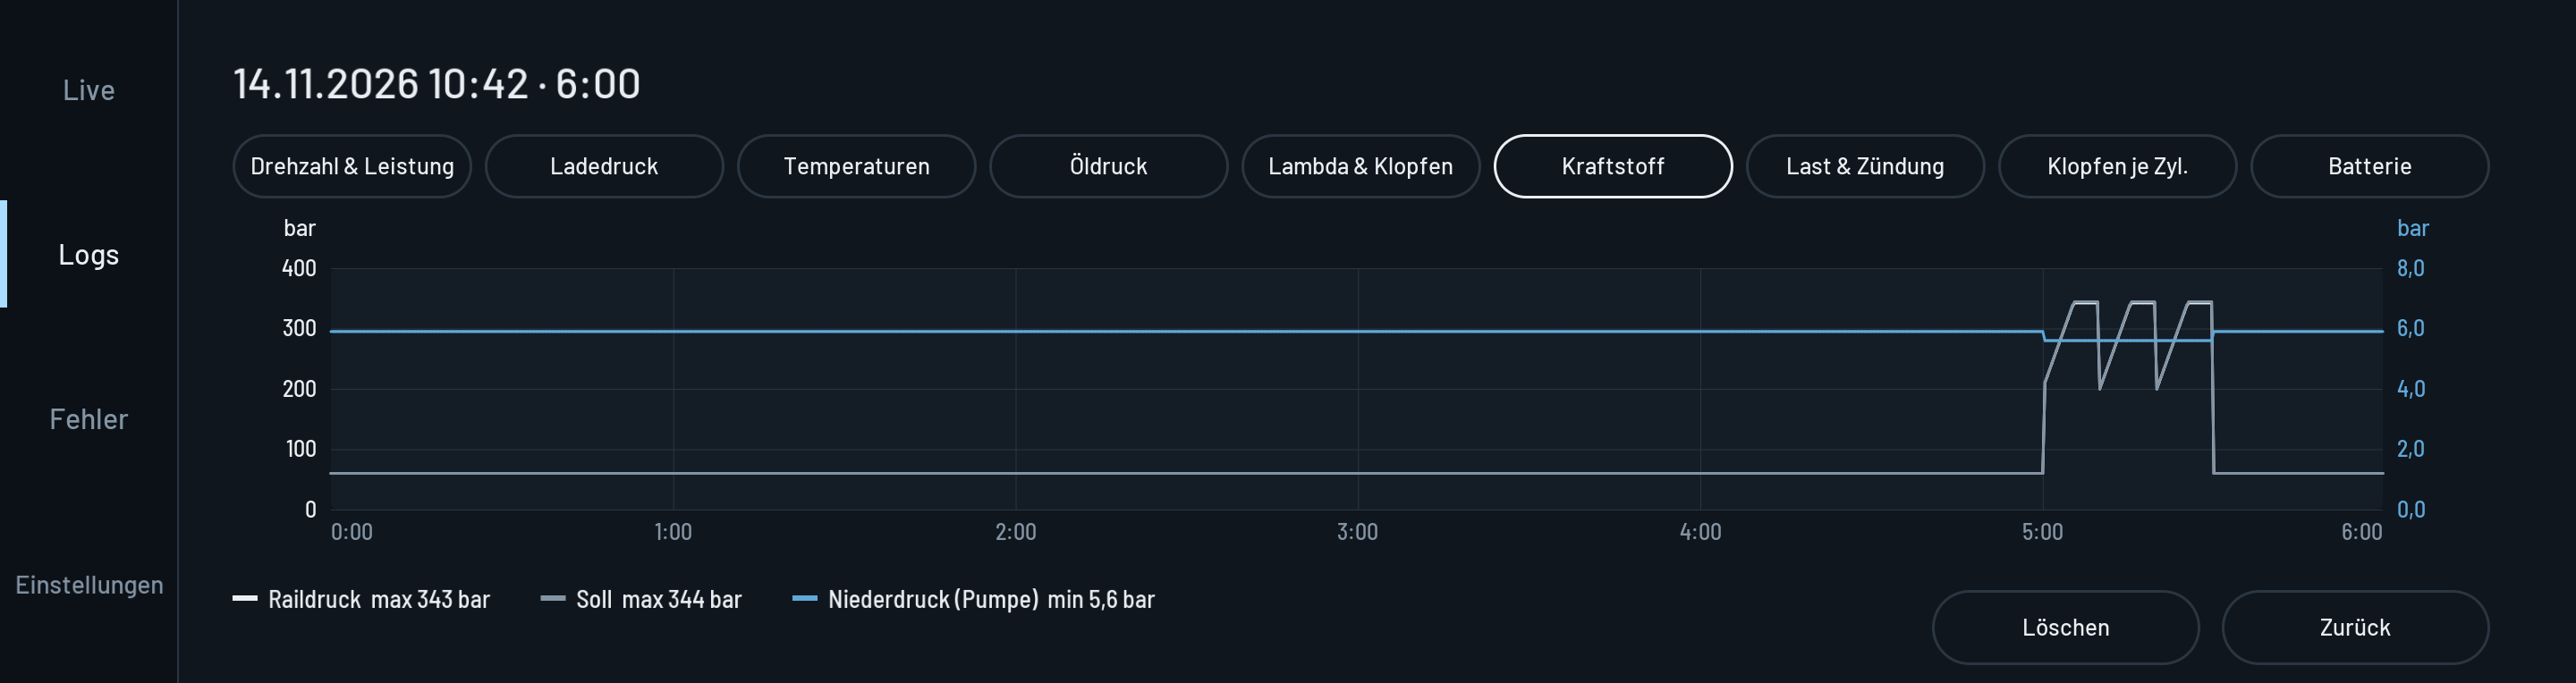 Live
Logs
Fehler
Einstellungen
14.11.2026 10:42 · 6:00
Drehzahl & Leistung
Ladedruck
Temperaturen
Öldruck
Lambda & Klopfen
Kraftstoff
Last & Zündung
Klopfen je Zyl.
Batterie
bar
400
300
200
100
0
bar
8,0
6,0
4,0
2,0
0,0
0:00 1:00 2:00 3:00 4:00 5:00 6:00
Raildruck max 343 bar
Soll max 344 bar
Niederdruck (Pumpe) min 5,6 bar
Löschen
Zurück